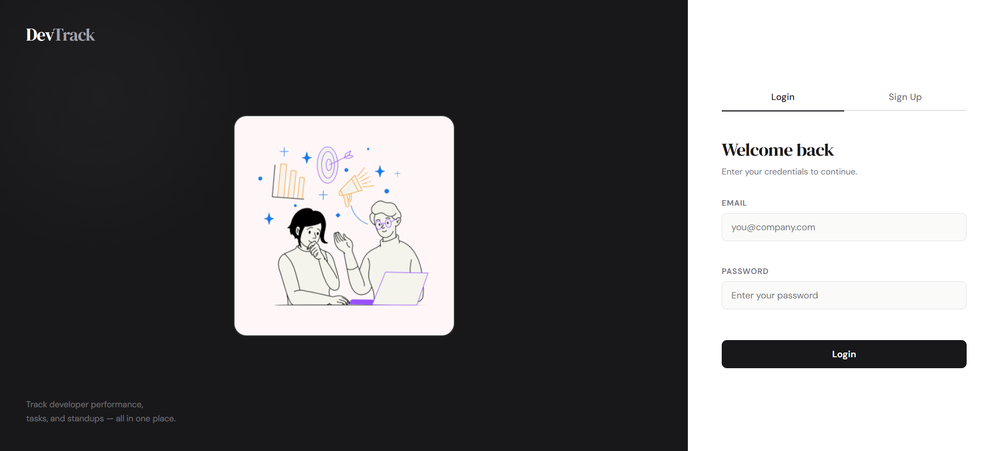 DevTrack
Track developer performance,
tasks, and standups — all in one place.
Login
Sign Up
Welcome back
Enter your credentials to continue.
EMAIL
you@company.com
PASSWORD
Enter your password
Login